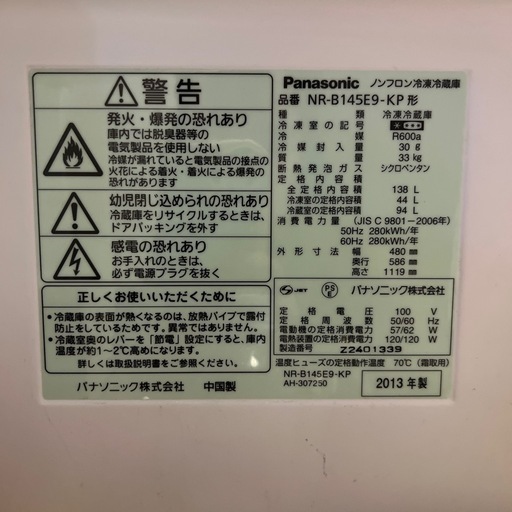 警告
発火・爆発の恐れあり
庫内では脱臭器等の
電気製品を使用しない
冷媒が漏れていると電気製品の接点の
火花による着火・着火による爆発の
恐れあり。
幼児閉じ込められの恐れあり
冷蔵庫をリサイクルするときは、
ドアパッキングを外す
感電の恐れあり
お手入れのときは、
必ず電源プラグを抜く
正しくお使いいただくために
・冷蔵庫の表面が熱くなるのは、放熱パイプで露付
防止をしているためです。異常ではありません。
・冷蔵室奥のレバーを「節電」設定にすると、庫内
温度が約1~2℃高めになります。
詳しくは取扱説明書をご覧ください。
パナソニック株式会社 中国製
Panasonic ノンフロン冷凍冷蔵庫
品番 NR-B145E9-KP 形
種類 冷凍冷蔵庫
冷凍室の記号
冷媒 R600a
冷媒封入量 30g
質量 33kg
断熱発泡ガス シクロペンタン
定格内容積
全定格内容積 138 L
冷凍室の定格内容積 44 L
冷蔵室の定格内容積 94 L
消費電力量 (JIS C 9801-2006年)
50Hz 280kWh/年
60Hz 280kWh/年
外形寸法 幅 480 mm
奥行 586 mm
高さ 1119 mm
JET PS E パナソニック株式会社
定格電圧 100 V
定格周波数 50/60 Hz
電動機の定格消費電力 57/62 W
電熱装置の定格消費電力 120/120 W
製造番号 Z2401339
温度ヒューズの定格動作温度 70℃ (霜取用)
NR-B145E9-KP
AH-307250
2013年製